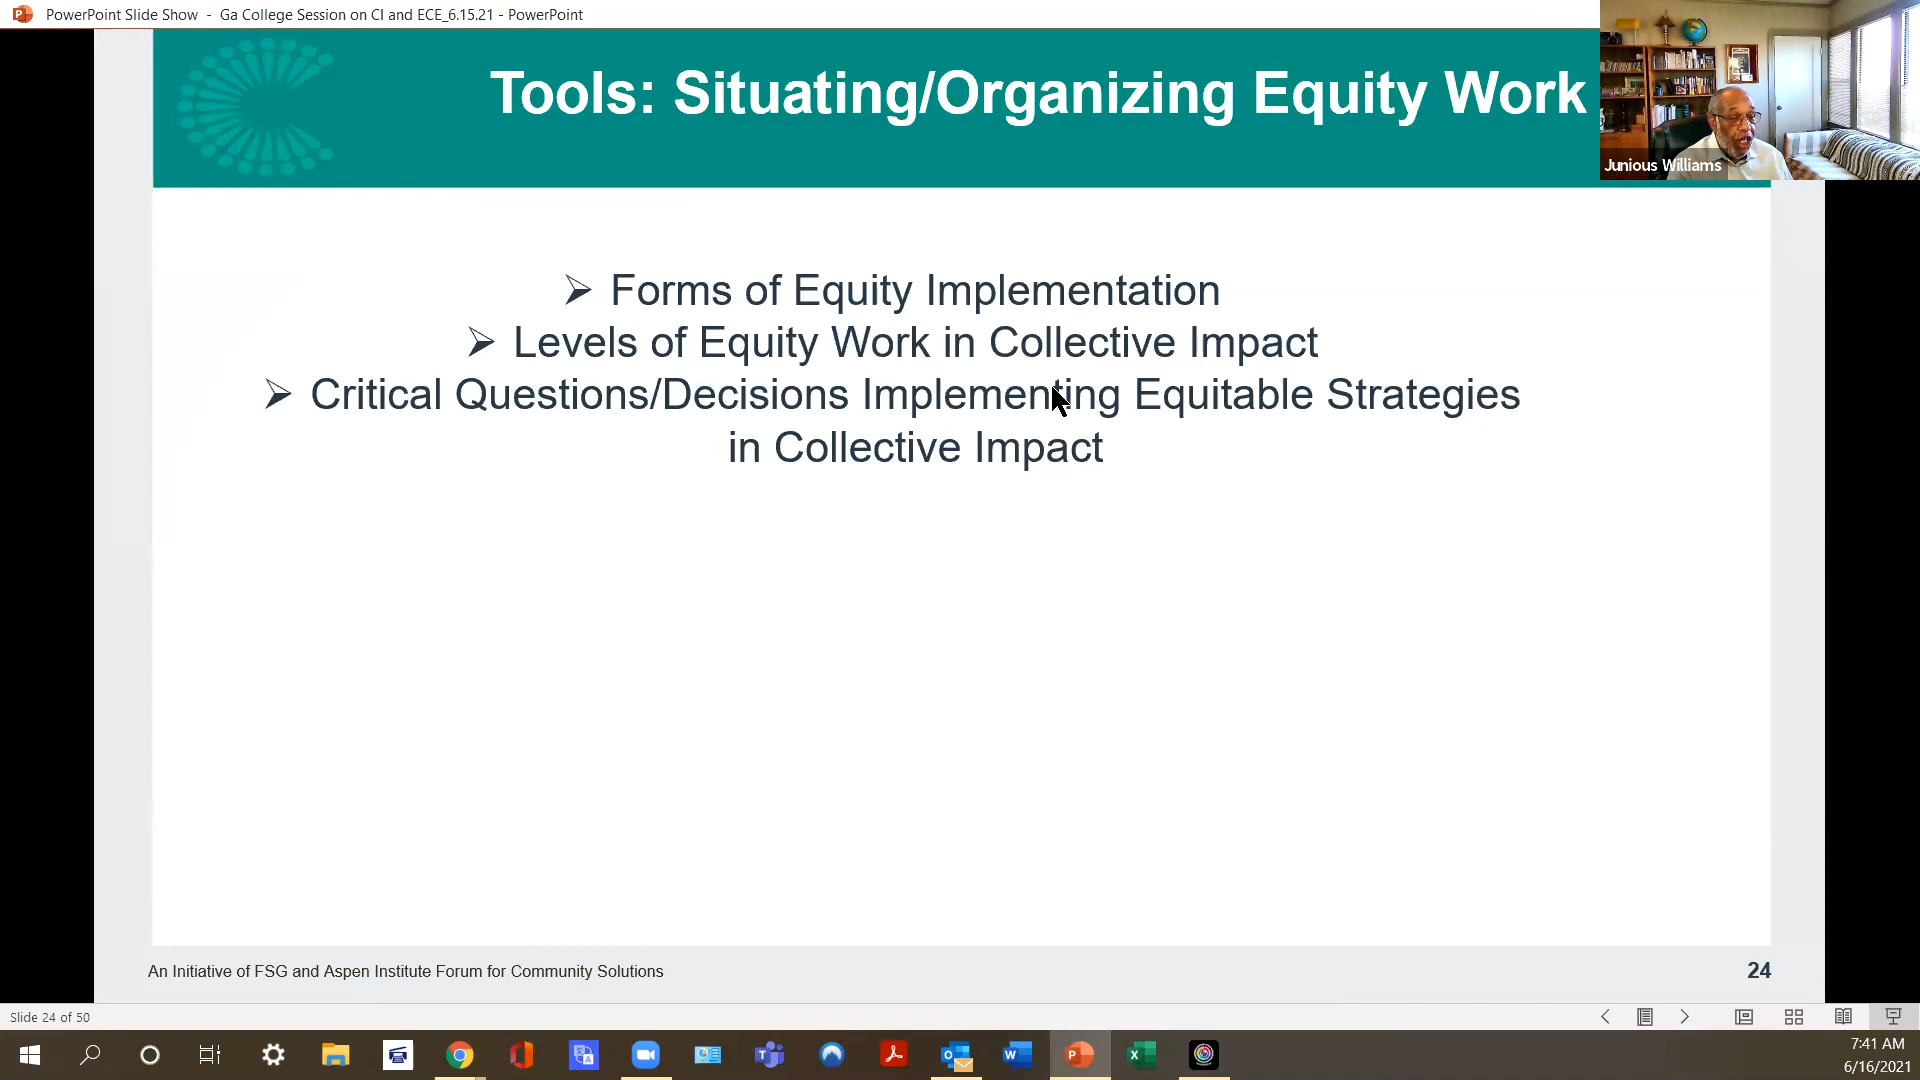 PowerPoint Slide Show - Ga College Session on CI and ECE_6.15.21 - PowerPoint
Tools: Situating/Organizing Equity Work
Junious Williams
➢ Forms of Equity Implementation
➢ Levels of Equity Work in Collective Impact
➢ Critical Questions/Decisions Implementing Equitable Strategies
in Collective Impact
An Initiative of FSG and Aspen Institute Forum for Community Solutions
24
Slide 24 of 50
7:41 AM
6/16/2021